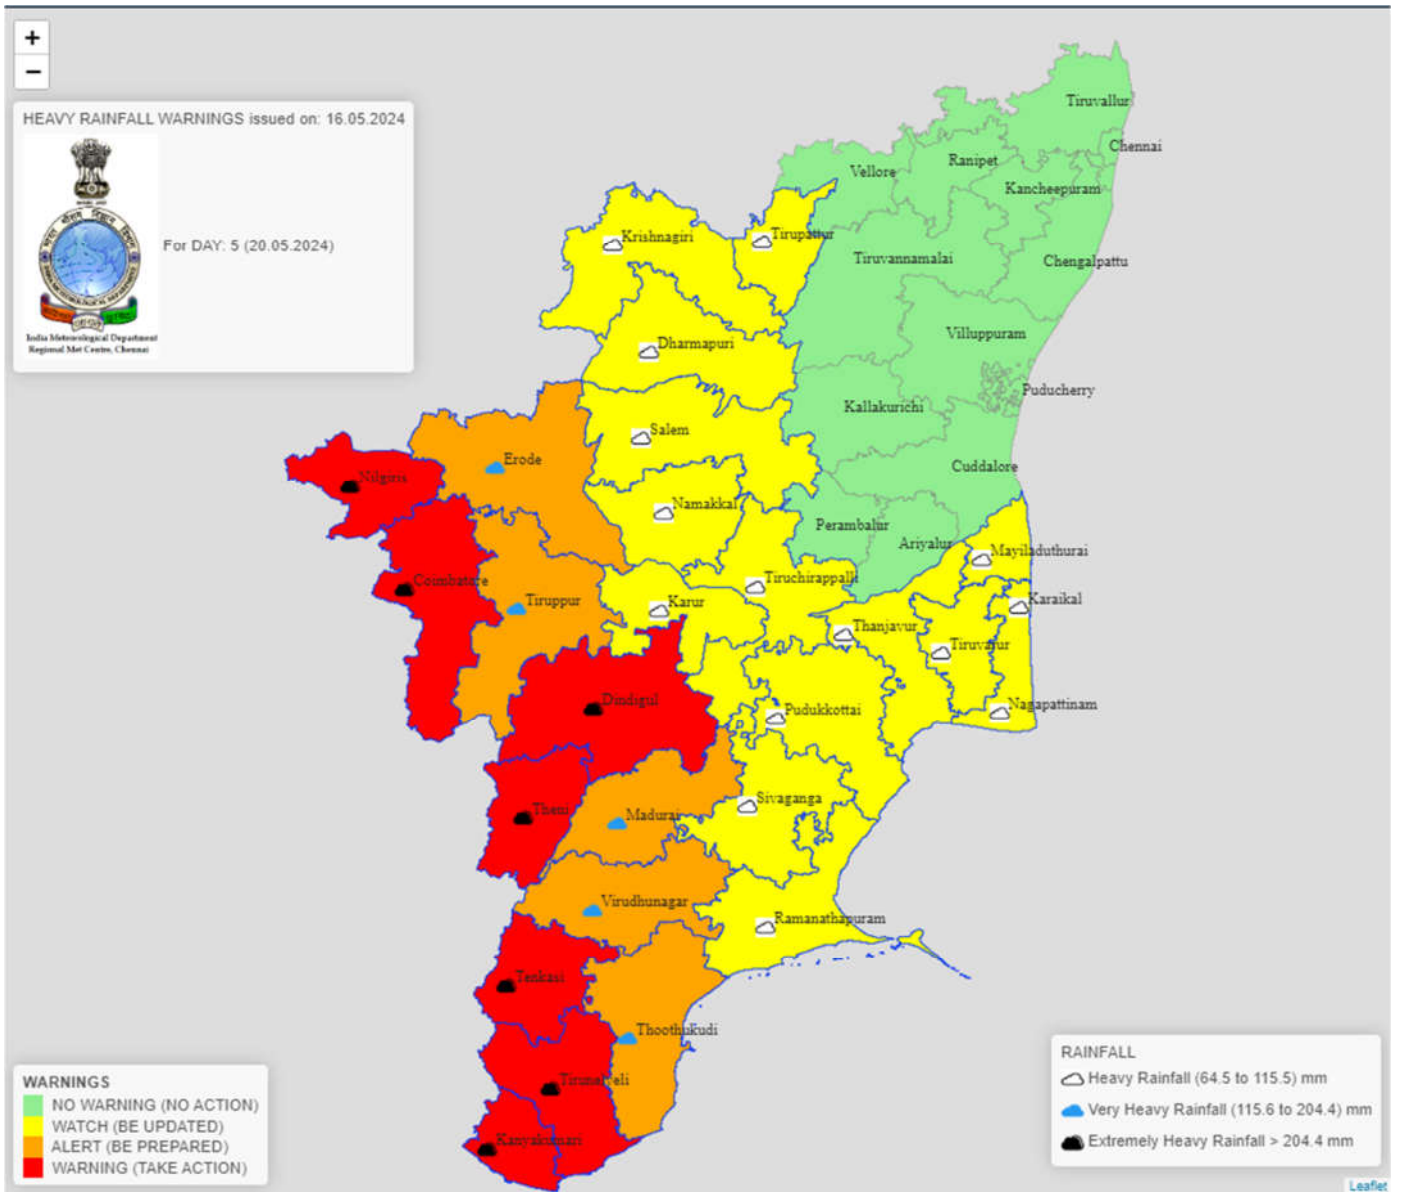 +
−
HEAVY RAINFALL WARNINGS issued on: 16.05.2024
India Meteorological Department
Regional Met Centre, Chennai
For DAY: 5 (20.05.2024)
Tiruvallur
Chennai
Ranipet
Vellore
Kancheepuram
Krishnagiri
Tirupattur
Tiruvannamalai
Chengalpattu
Villuppuram
Dharmapuri
Puducherry
Kallakurichi
Salem
Erode
Cuddalore
Nilgiris
Namakkal
Perambalur
Ariyalur
Mayiladuthurai
Coimbatore
Tiruchirappalli
Tiruppur
Karur
Karaikal
Thanjavur
Tiruvarur
Dindigul
Pudukkottai
Nagapattinam
Sivaganga
Theni
Madurai
Virudhunagar
Ramanathapuram
Tenkasi
Thoothukudi
Tirunelveli
Kanyakumari
WARNINGS
NO WARNING (NO ACTION)
WATCH (BE UPDATED)
ALERT (BE PREPARED)
WARNING (TAKE ACTION)
RAINFALL
Heavy Rainfall (64.5 to 115.5) mm
Very Heavy Rainfall (115.6 to 204.4) mm
Extremely Heavy Rainfall > 204.4 mm
Leaflet